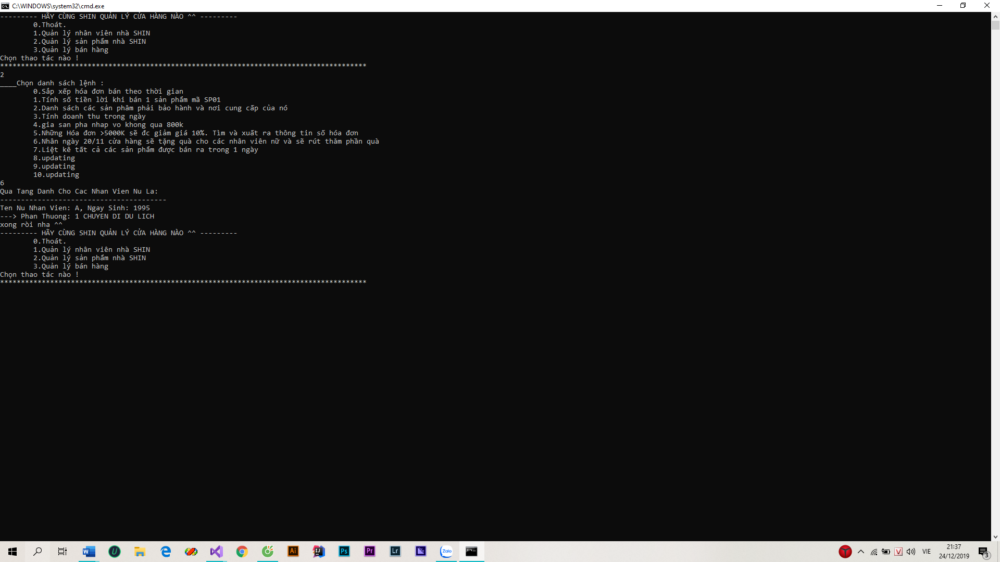 C:\WINDOWS\system32\cmd.exe
--------- HÃY CÙNG SHIN QUẢN LÝ CỬA HÀNG NÀO ^^ ---------
0.Thoát.
1.Quản lý nhân viên nhà SHIN
2.Quản lý sản phẩm nhà SHIN
3.Quản lý bán hàng
Chọn thao tác nào !
****************************************************************************************
2
____Chọn danh sách lệnh :
0.Sắp xếp hóa đơn bán theo thời gian
1.Tính số tiền lời khi bán 1 sản phẩm mã SP01
2.Danh sách các sản phâm phải bảo hành và nơi cung cấp của nó
3.Tính doanh thu trong ngày
4.gia san pha nhap vo khong qua 800k
5.Những Hóa đơn >5000K sẽ đc giảm giá 10%. Tìm và xuất ra thông tin số hóa đơn
6.Nhân ngày 20/11 cửa hàng sẽ tặng quà cho các nhân viên nữ và sẽ rút thăm phần quà
7.Liệt kê tất cả các sản phẩm được bán ra trong 1 ngày
8.updating
9.updating
10.updating
6
Qua Tang Danh Cho Cac Nhan Vien Nu La:
----------------------------------------
Ten Nu Nhan Vien: A, Ngay Sinh: 1995
---> Phan Thuong: 1 CHUYEN DI DU LICH
xong ròi nha ^^
--------- HÃY CÙNG SHIN QUẢN LÝ CỬA HÀNG NÀO ^^ ---------
0.Thoát.
1.Quản lý nhân viên nhà SHIN
2.Quản lý sản phẩm nhà SHIN
3.Quản lý bán hàng
Chọn thao tác nào !
****************************************************************************************
Ai
IJ
Ps
Pr
Lr
Zalo
VIE
21:37
24/12/2019
3